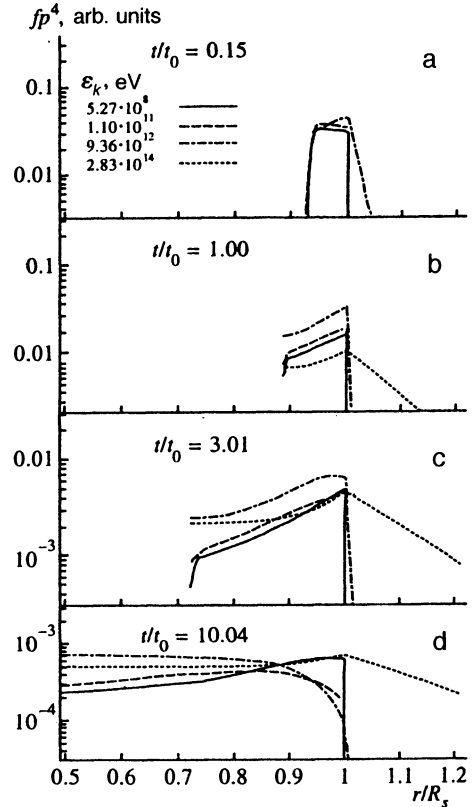 fp⁴, arb. units
t/t₀ = 0.15
a
εₖ, eV
5.27·10⁸
1.10·10¹¹
9.36·10¹²
2.83·10¹⁴
0.1
0.01
t/t₀ = 1.00
b
0.1
0.01
t/t₀ = 3.01
c
0.01
10⁻³
t/t₀ = 10.04
d
10⁻³
10⁻⁴
0.5 0.6 0.7 0.8 0.9 1 1.1 1.2
r/Rₛ